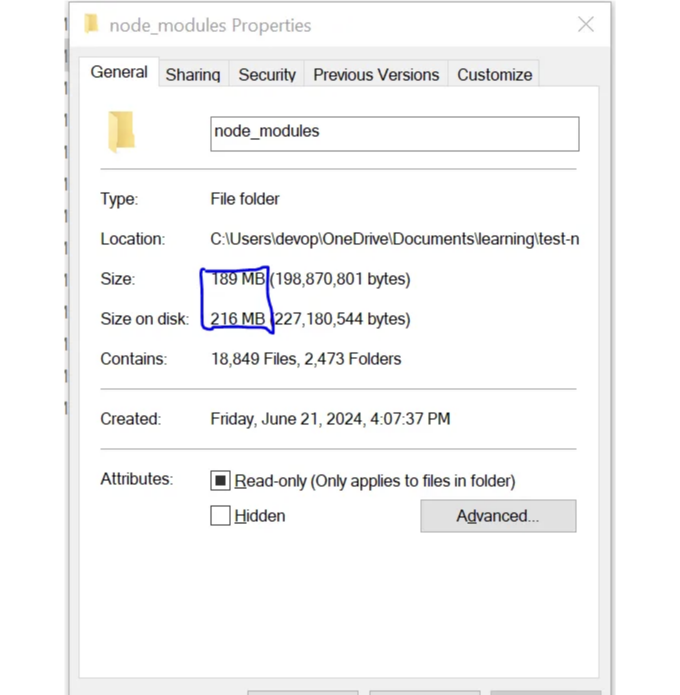 node_modules Properties
General Sharing Security Previous Versions Customize
node_modules
Type: File folder
Location: C:\Users\devop\OneDrive\Documents\learning\test-n
Size: 189 MB (198,870,801 bytes)
Size on disk: 216 MB (227,180,544 bytes)
Contains: 18,849 Files, 2,473 Folders
Created: Friday, June 21, 2024, 4:07:37 PM
Attributes: Read-only (Only applies to files in folder)
Hidden Advanced...